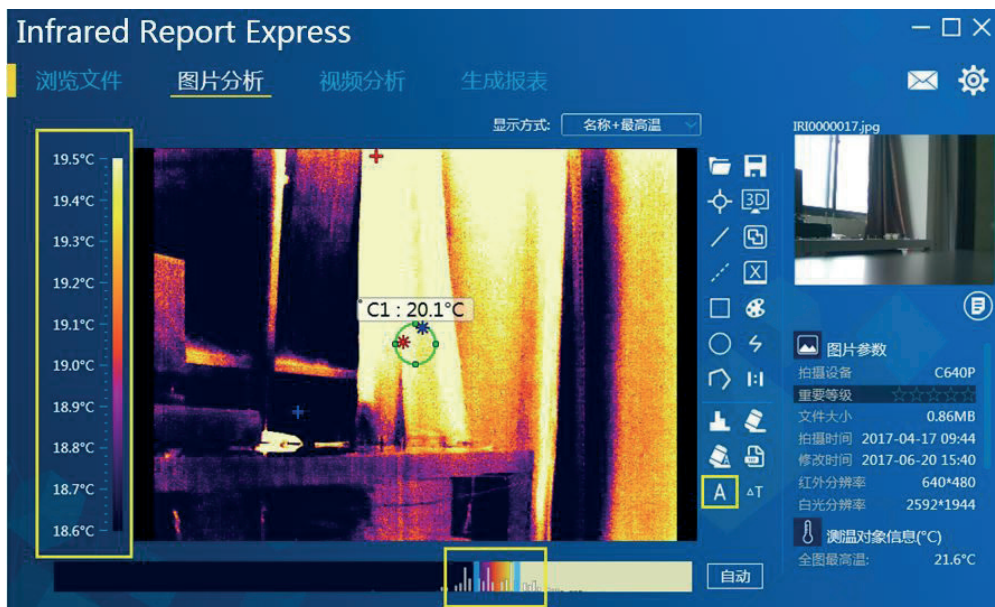 Infrared Report Express
浏览文件 图片分析 视频分析 生成报表
显示方式: 名称+最高温
IRI0000017.jpg
19.5°C
19.4°C
19.3°C
19.2°C
19.1°C
19.0°C
18.9°C
18.8°C
18.7°C
18.6°C
C1 : 20.1°C
3D
X
1:1
A
△T
自动
图片参数
拍摄设备 C640P
重要等级
文件大小 0.86MB
拍摄时间 2017-04-17 09:44
修改时间 2017-06-20 15:40
红外分辨率 640*480
白光分辨率 2592*1944
测温对象信息(°C)
全图最高温: 21.6°C